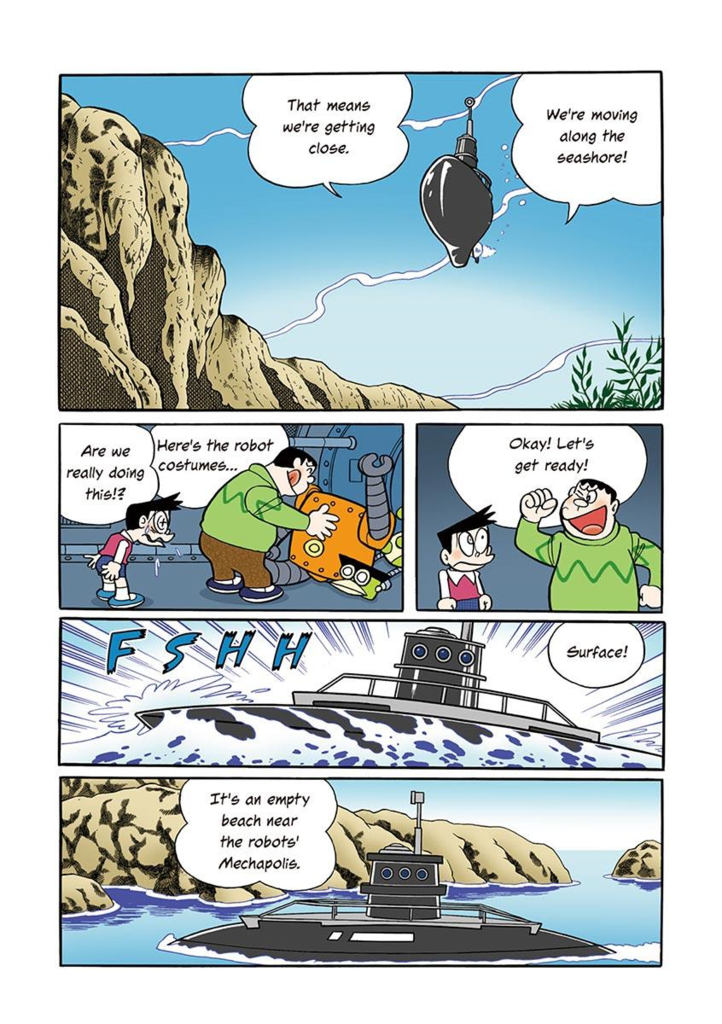 That means
we're getting
close.
We're moving
along the
seashore!
Are we
really doing
this!?
Here's the robot
costumes...
Okay! Let's
get ready!
FSHH
Surface!
It's an empty
beach near
the robots'
Mechapolis.